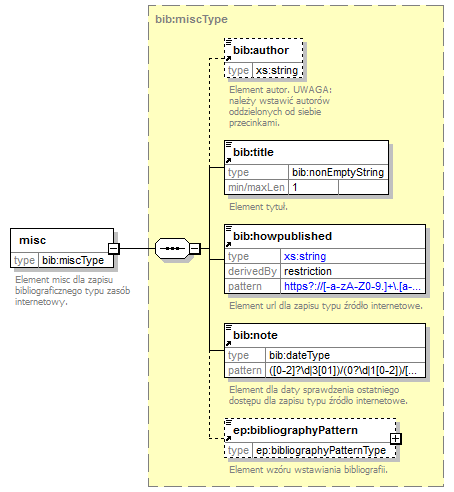 bib:miscType
bib:author
type xs:string
Element autor. UWAGA:
należy wstawić autorów
oddzielonych od siebie
przecinkami.
bib:title
type bib:nonEmptyString
min/maxLen 1
Element tytuł.
misc
type bib:miscType
Element misc dla zapisu
bibliograficznego typu zasób
internetowy.
bib:howpublished
type xs:string
derivedBy restriction
pattern https?://[-a-zA-Z0-9.]+\.[a-...
Element url dla zapisu typu źródło internetowe.
bib:note
type bib:dateType
pattern ([0-2]?\d|3[01])/(0?\d|1[0-2])/[...
Element dla daty sprawdzenia ostatniego
dostępu dla zapisu typu źródło internetowe.
ep:bibliographyPattern
type ep:bibliographyPatternType
Element wzóru wstawiania bibliografii.